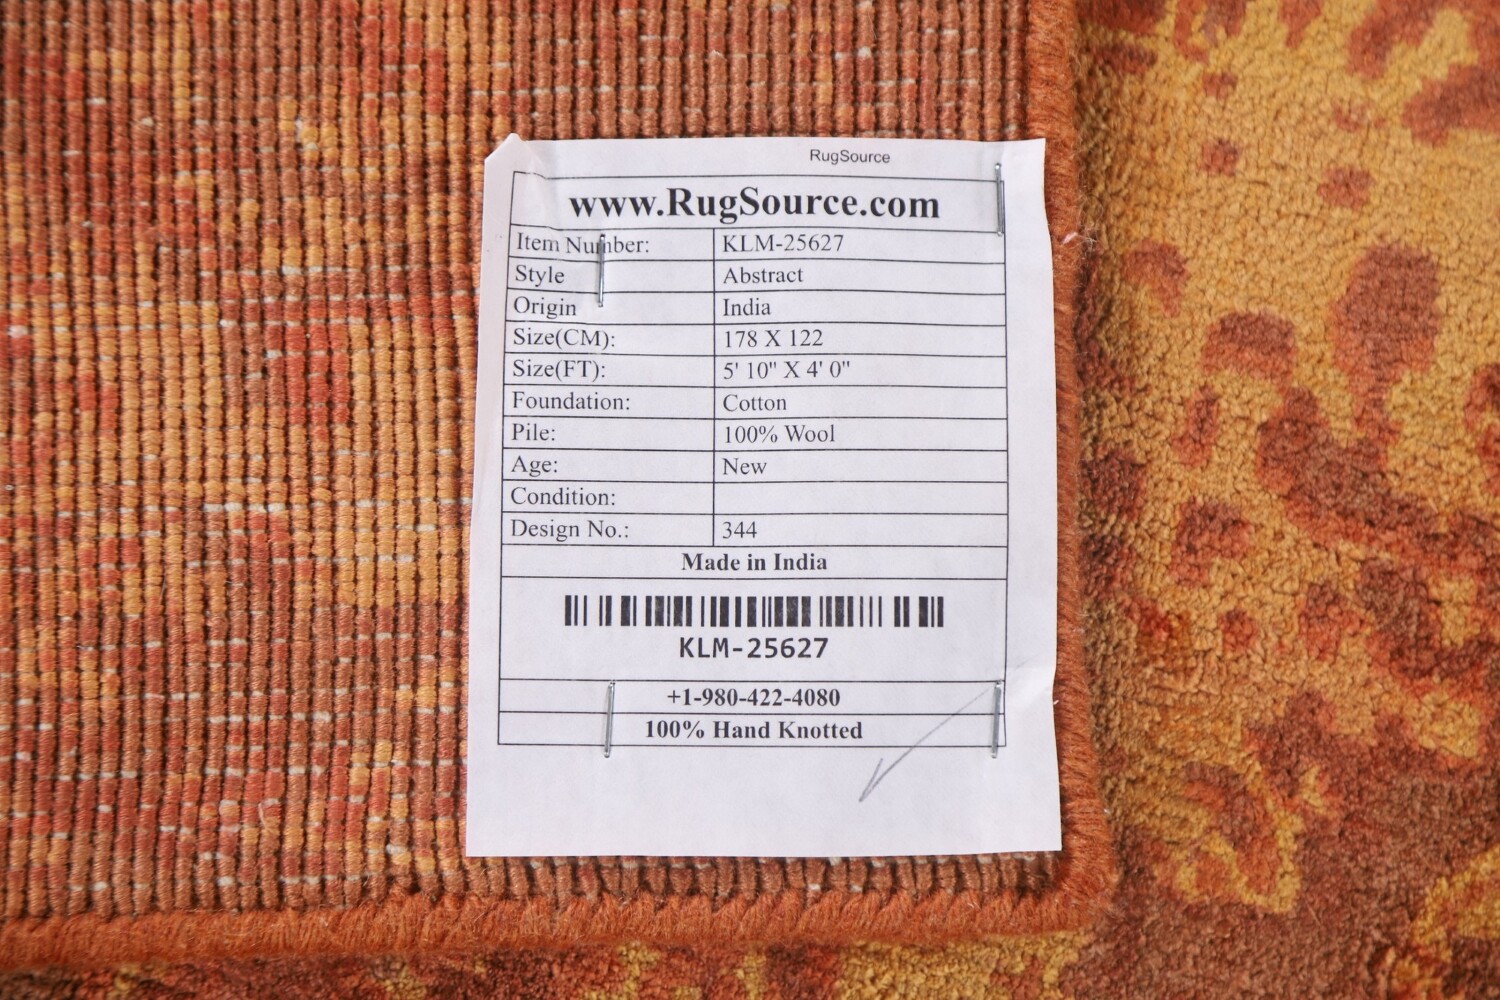 RugSource
www.RugSource.com
Item Number: KLM-25627
Style Abstract
Origin India
Size(CM): 178 X 122
Size(FT): 5' 10" X 4' 0"
Foundation: Cotton
Pile: 100% Wool
Age: New
Condition:
Design No.: 344
Made in India
KLM-25627
+1-980-422-4080
100% Hand Knotted